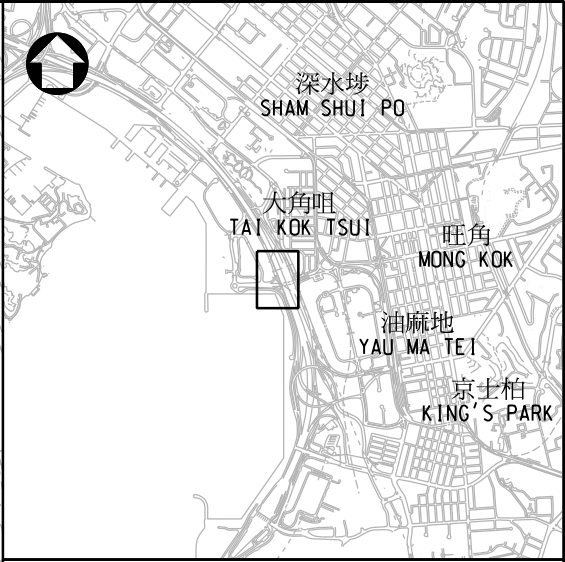 深水埗
SHAM SHUI PO
大角咀
TAI KOK TSUI
旺角
MONG KOK
油麻地
YAU MA TEI
京士柏
KING'S PARK